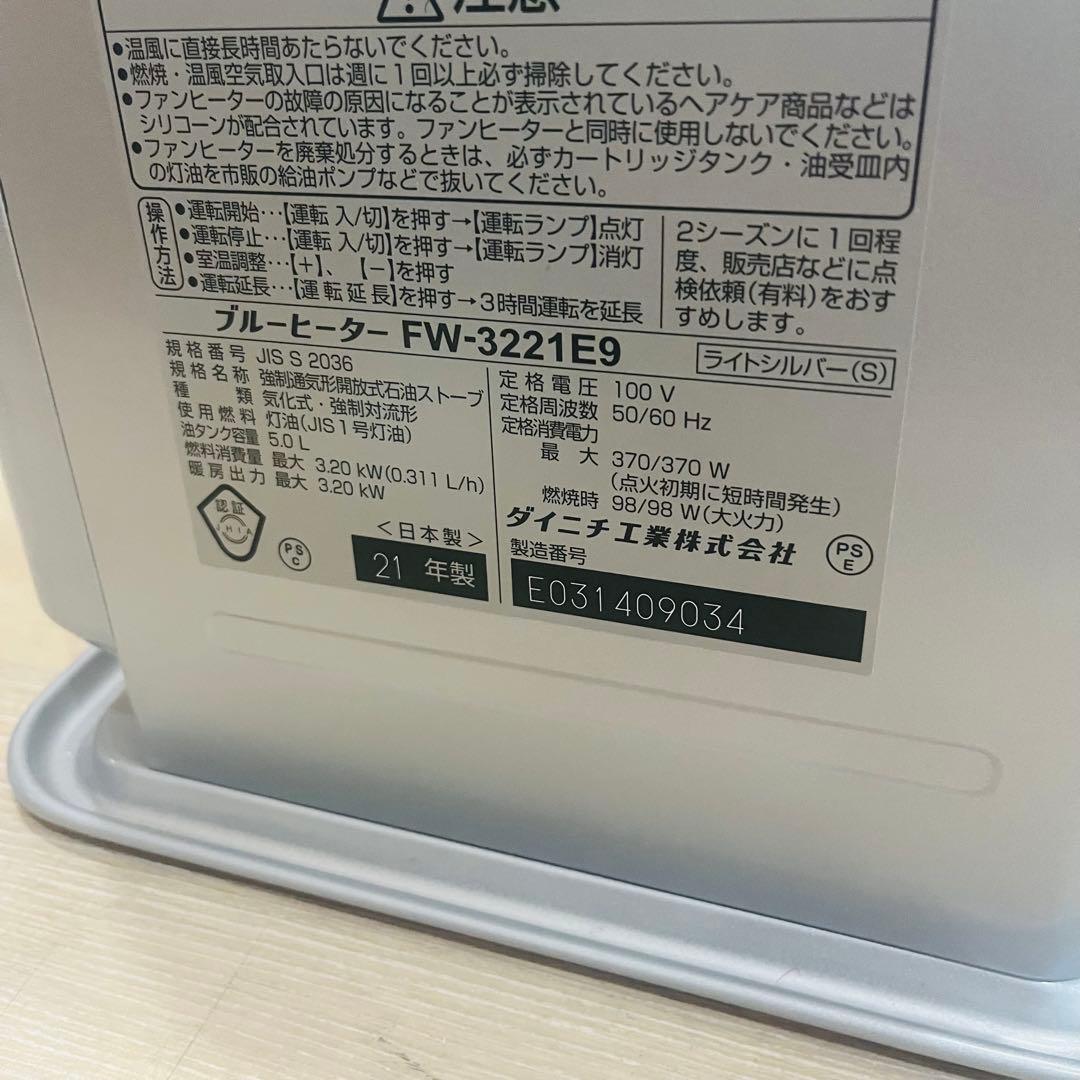 注意
●温風に直接長時間あたらないでください。
●燃焼・温風空気取入口は週に1回以上必ず掃除してください。
●ファンヒーターの故障の原因になることが表示されているヘアケア商品などは
シリコーンが配合されています。ファンヒーターと同時に使用しないでください。
●ファンヒーターを廃棄処分するときは、必ずカートリッジタンク・油受皿内
の灯油を市販の給油ポンプなどで抜いてください。
操作方法
●運転開始…【運転 入/切】を押す→【運転ランプ】点灯
●運転停止…【運転 入/切】を押す→【運転ランプ】消灯
●室温調整…【+】、【-】を押す
●運転延長…【運転延長】を押す→3時間運転を延長
2シーズンに1回程
度、販売店などに点
検依頼(有料)をおす
すめします。
ブルーヒーター FW-3221E9
ライトシルバー(S)
規格番号 JIS S 2036
規格名称 強制通気形開放式石油ストーブ
種類 気化式・強制対流形
使用燃料 灯油(JIS1号灯油)
油タンク容量 5.0 L
燃料消費量 最大 3.20 kW(0.311 L/h)
暖房出力 最大 3.20 kW
認証
JHIA
PS
C
<日本製>
21 年製
定格電圧 100 V
定格周波数 50/60 Hz
定格消費電力
最大 370/370 W
(点火初期に短時間発生)
燃焼時 98/98 W(大火力)
ダイニチ工業株式会社
PS
E
製造番号
E031409034